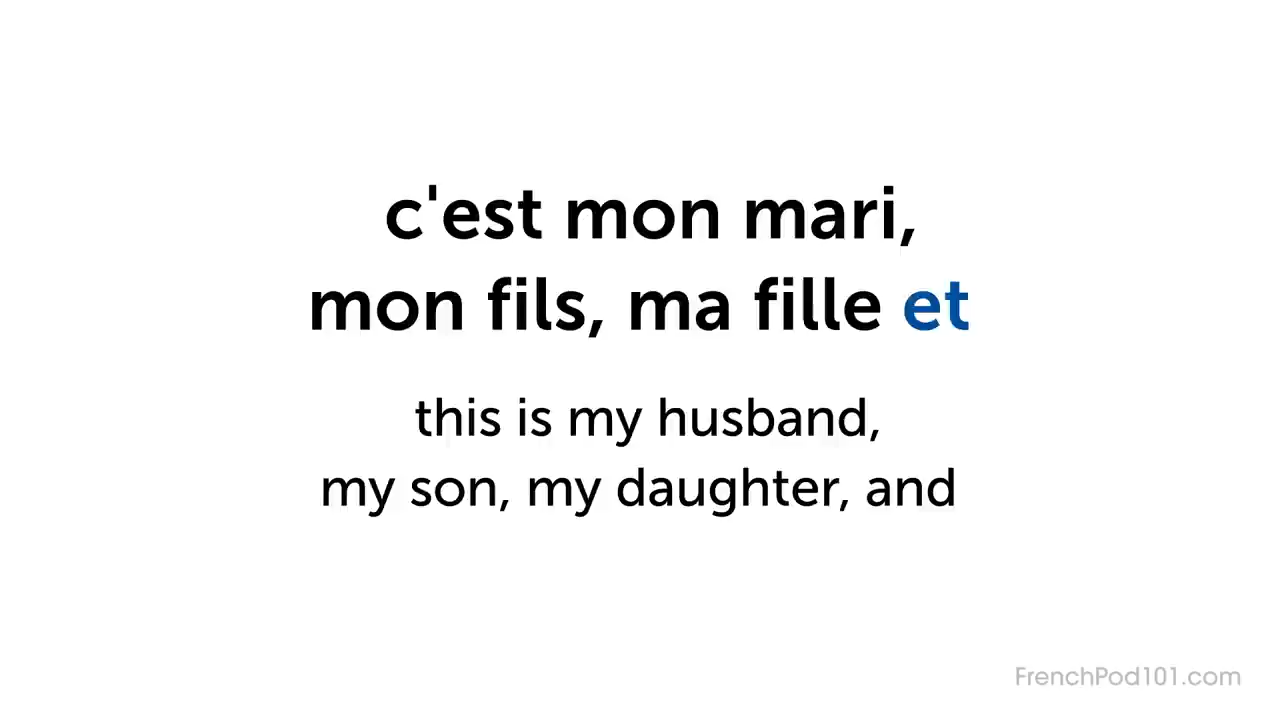 c'est mon mari,
mon fils, ma fille et
this is my husband,
my son, my daughter, and
FrenchPod101.com